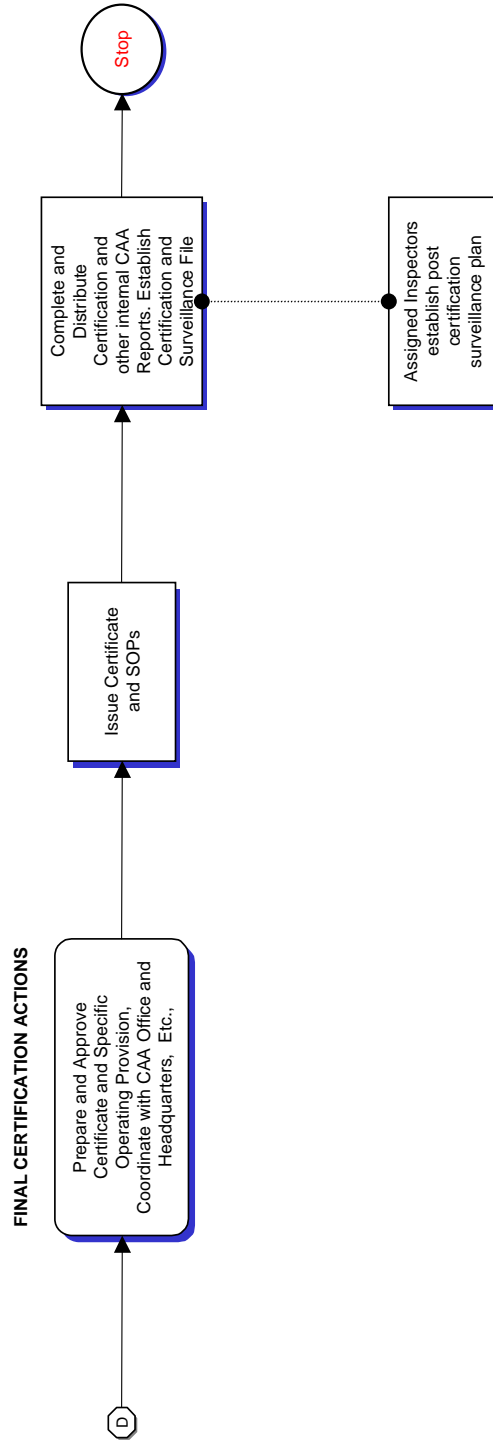 FINAL CERTIFICATION ACTIONS
D
Prepare and Approve
Certificate and Specific
Operating Provision,
Coordinate with CAA Office and
Headquarters, Etc.,
Issue Certificate
and SOPs
Complete and
Distribute
Certification and
other internal CAA
Reports. Establish
Certification and
Surveillance File
Stop
Assigned Inspectors
establish post
certification
surveillance plan